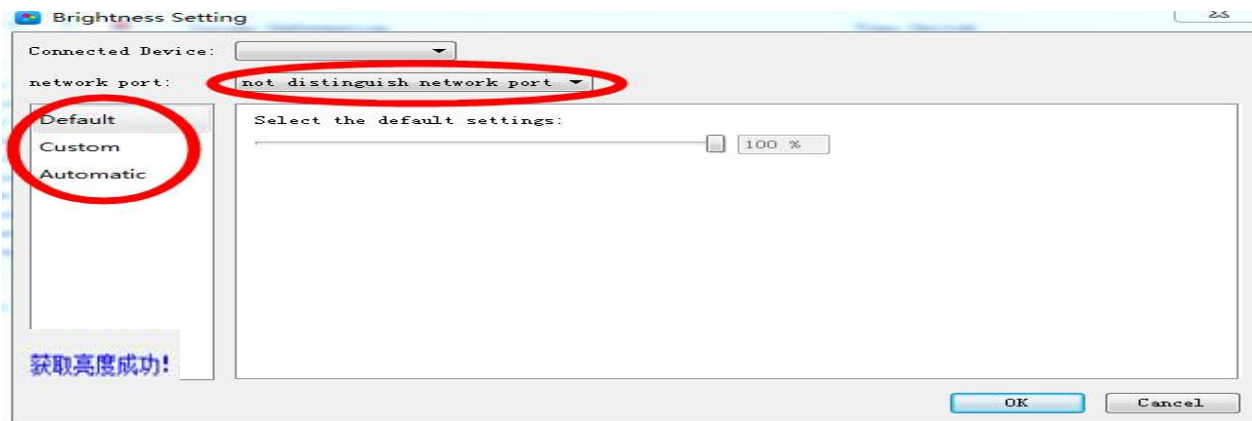 Brightness Setting
Connected Device:
network port: not distinguish network port
Default
Custom
Automatic
Select the default settings:
100 %
获取亮度成功!
OK
Cancel